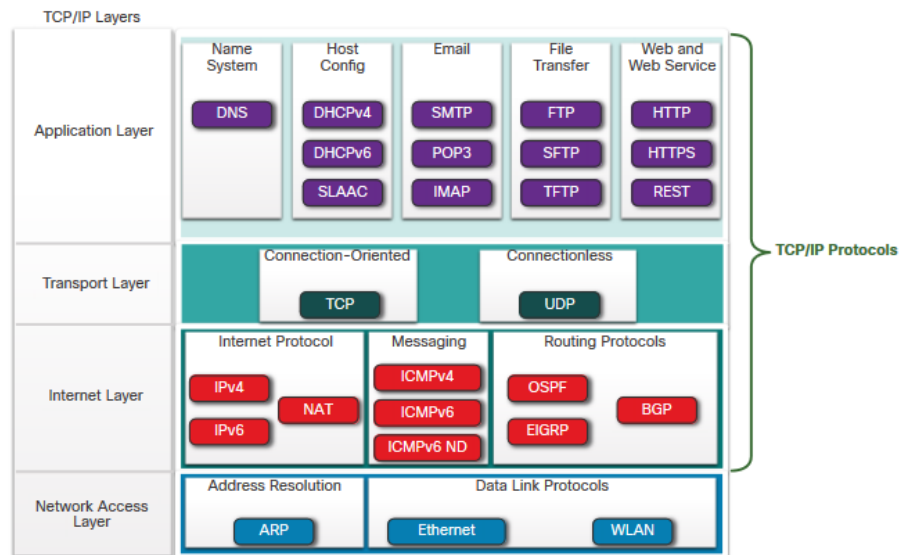 TCP/IP Layers
Application Layer
Name
System
DNS
Host
Config
DHCPv4
DHCPv6
SLAAC
Email
SMTP
POP3
IMAP
File
Transfer
FTP
SFTP
TFTP
Web and
Web Service
HTTP
HTTPS
REST
TCP/IP Protocols
Transport Layer
Connection-Oriented
TCP
Connectionless
UDP
Internet Layer
Internet Protocol
IPv4
IPv6
NAT
Messaging
ICMPv4
ICMPv6
ICMPv6 ND
Routing Protocols
OSPF
EIGRP
BGP
Network Access
Layer
Address Resolution
ARP
Data Link Protocols
Ethernet
WLAN